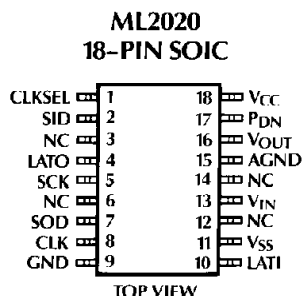 ML2020
18-PIN SOIC
CLKSEL 1 18 VCC
SID 2 17 PDN
NC 3 16 VOUT
LATO 4 15 AGND
SCK 5 14 NC
NC 6 13 VIN
SOD 7 12 NC
CLK 8 11 VSS
GND 9 10 LATI
TOP VIEW